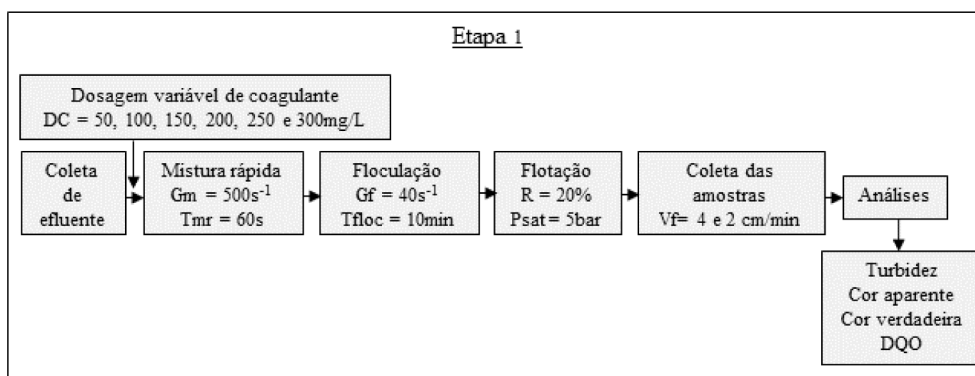 Etapa 1
Dosagem variável de coagulante
DC = 50, 100, 150, 200, 250 e 300mg/L
Coleta
de
efluente
Mistura rápida
Gm = 500s⁻¹
Tmr = 60s
Floculação
Gf = 40s⁻¹
Tfloc = 10min
Flotação
R = 20%
Psat = 5bar
Coleta das
amostras
Vf= 4 e 2 cm/min
Análises
Turbidez
Cor aparente
Cor verdadeira
DQO